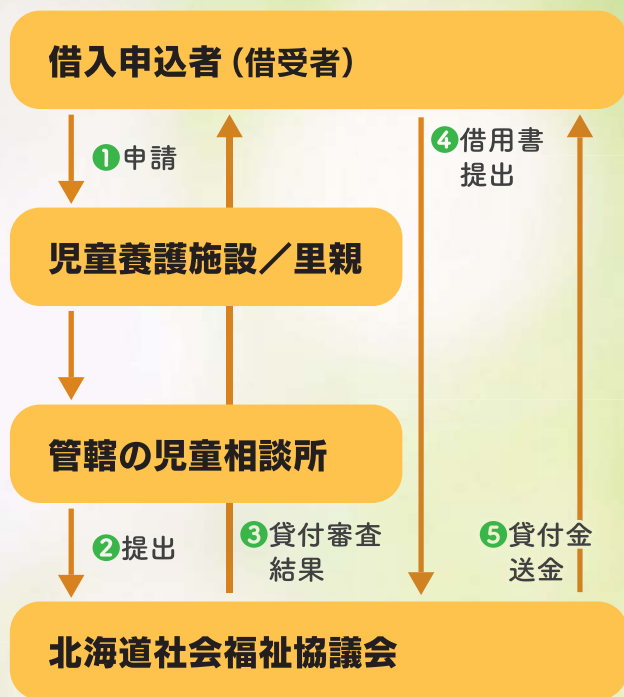 借入申込者（借受者）
❶申請
❹借用書
提出
児童養護施設／里親
管轄の児童相談所
❷提出
❸貸付審査
結果
❺貸付金
送金
北海道社会福祉協議会